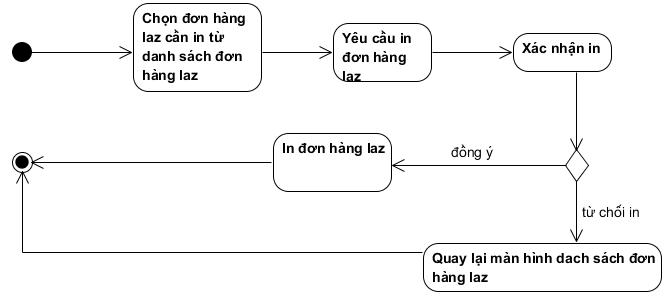 Chọn đơn hàng
laz cần in từ
danh sách đơn
hàng laz
Yêu cầu in
đơn hàng
laz
Xác nhận in
In đơn hàng laz
đồng ý
từ chối in
Quay lại màn hình dach sách đơn
hàng laz